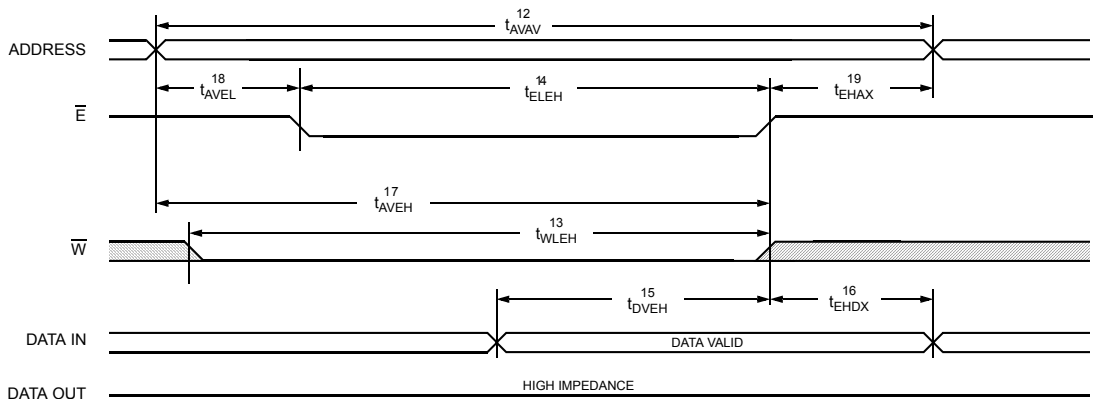 12
tAVAV
ADDRESS
18
tAVEL
14
tELEH
19
tEHAX
E
17
tAVEH
13
tWLEH
W
15
tDVEH
16
tEHDX
DATA IN
DATA VALID
DATA OUT
HIGH IMPEDANCE